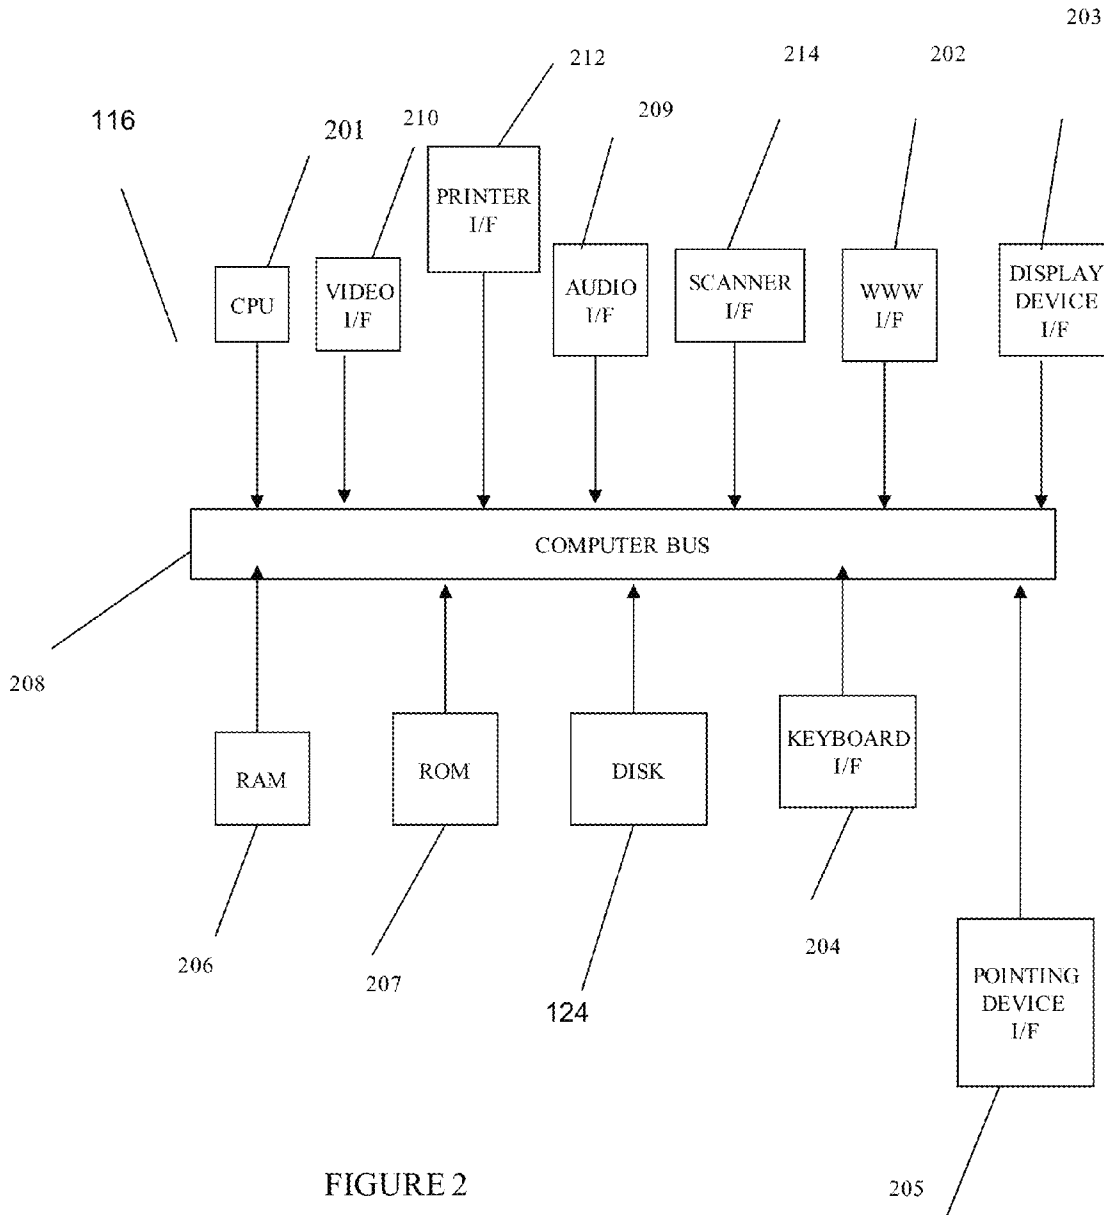 203
212
214
202
209
116
201
210
PRINTER
I/F
CPU
VIDEO
I/F
AUDIO
I/F
SCANNER
I/F
WWW
I/F
DISPLAY
DEVICE
I/F
COMPUTER BUS
208
RAM
ROM
DISK
KEYBOARD
I/F
206
207
124
204
POINTING
DEVICE
I/F
FIGURE 2
205